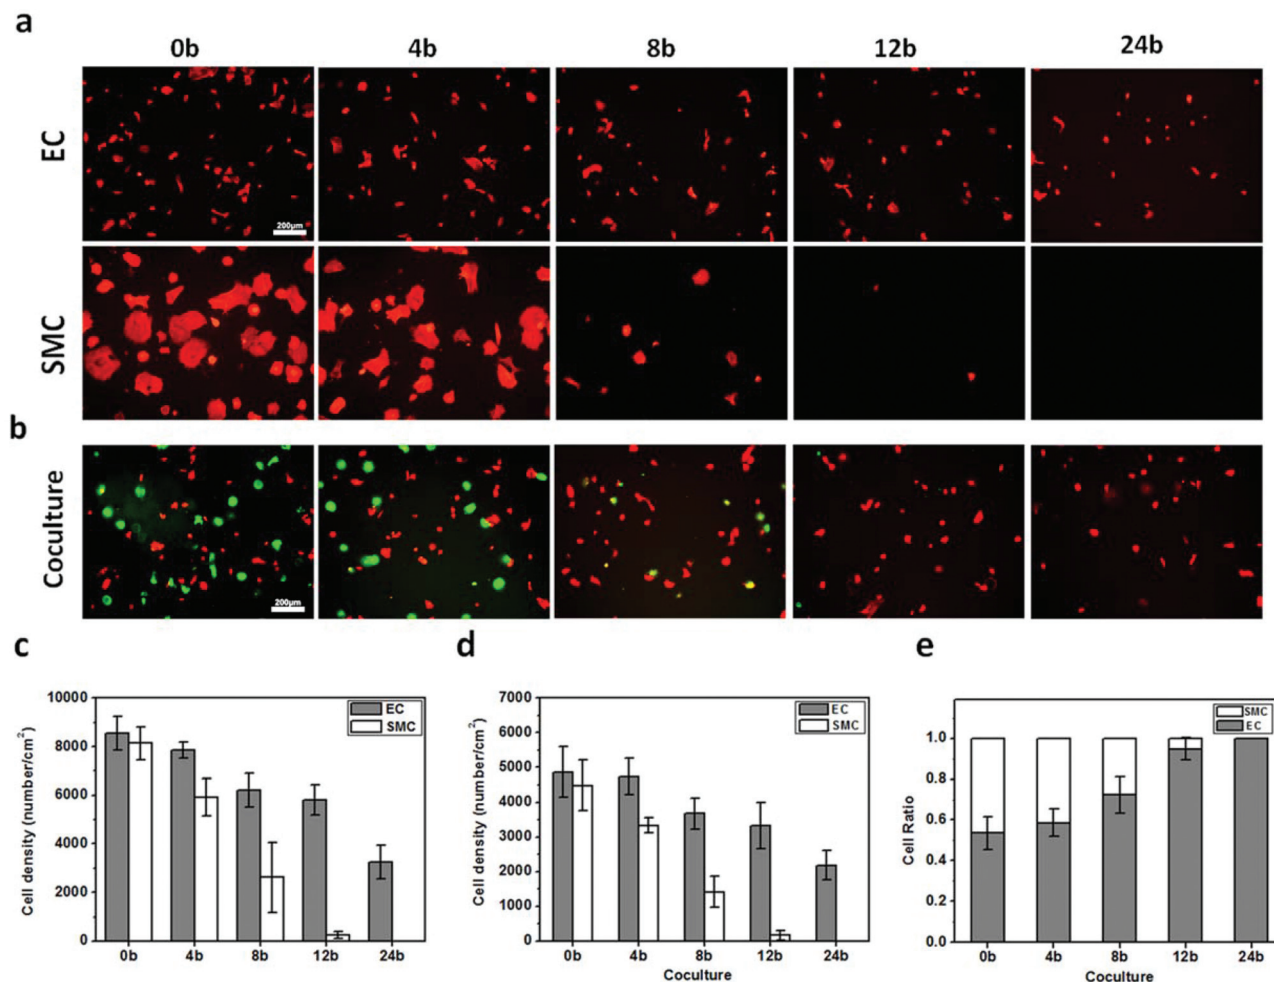 a
0b 4b 8b 12b 24b
EC
200µm
SMC
b
Coculture
200µm
c
10000
8000
6000
4000
2000
0
Cell density (number/cm²)
EC
SMC
0b 4b 8b 12b 24b
d
7000
6000
5000
4000
3000
2000
1000
0
Cell density (number/cm²)
EC
SMC
0b 4b 8b 12b 24b
Coculture
e
1.0
0.8
0.6
0.4
0.2
0.0
Cell Ratio
SMC
EC
0b 4b 8b 12b 24b
Coculture